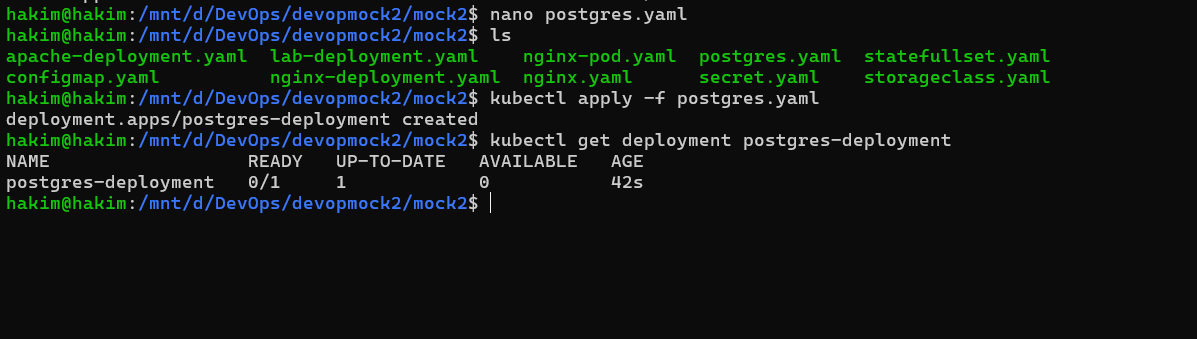 hakim@hakim:/mnt/d/DevOps/devopmock2/mock2$ nano postgres.yaml
hakim@hakim:/mnt/d/DevOps/devopmock2/mock2$ ls
apache-deployment.yaml  lab-deployment.yaml    nginx-pod.yaml  postgres.yaml  statefullset.yaml
configmap.yaml          nginx-deployment.yaml  nginx.yaml      secret.yaml    storageclass.yaml
hakim@hakim:/mnt/d/DevOps/devopmock2/mock2$ kubectl apply -f postgres.yaml
deployment.apps/postgres-deployment created
hakim@hakim:/mnt/d/DevOps/devopmock2/mock2$ kubectl get deployment postgres-deployment
NAME                  READY   UP-TO-DATE   AVAILABLE   AGE
postgres-deployment   0/1     1            0           42s
hakim@hakim:/mnt/d/DevOps/devopmock2/mock2$